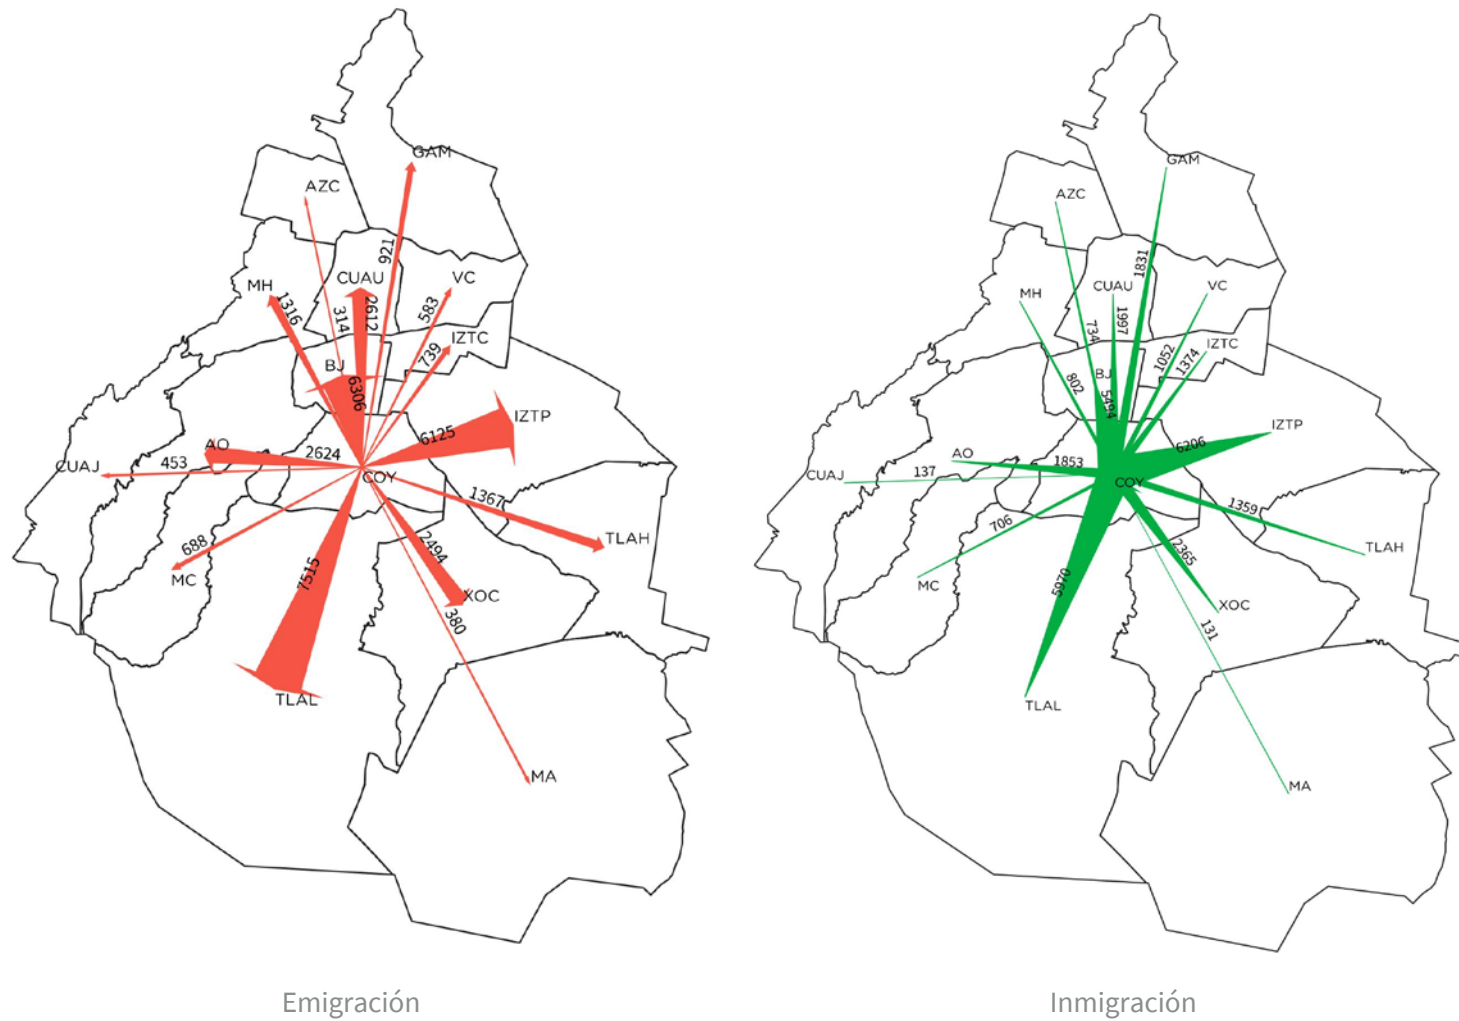 GAM
AZC
921
MH
CUAU
VC
1316
314
2612
583
IZTC
739
BJ
6306
IZTP
6125
AO
2624
CUAJ
453
COY
1367
TLAH
688
MC
2494
7515
XOC
380
TLAL
MA
Emigración
GAM
AZC
1831
MH
CUAU
VC
734
1997
1052
IZTC
1374
BJ
802
5494
IZTP
6206
AO
1853
CUAJ
137
COY
1359
706
TLAH
MC
2365
5970
XOC
131
TLAL
MA
Inmigración